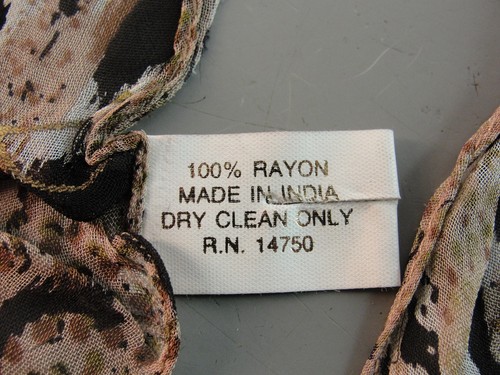 100% RAYON
MADE IN INDIA
DRY CLEAN ONLY
R.N. 14750